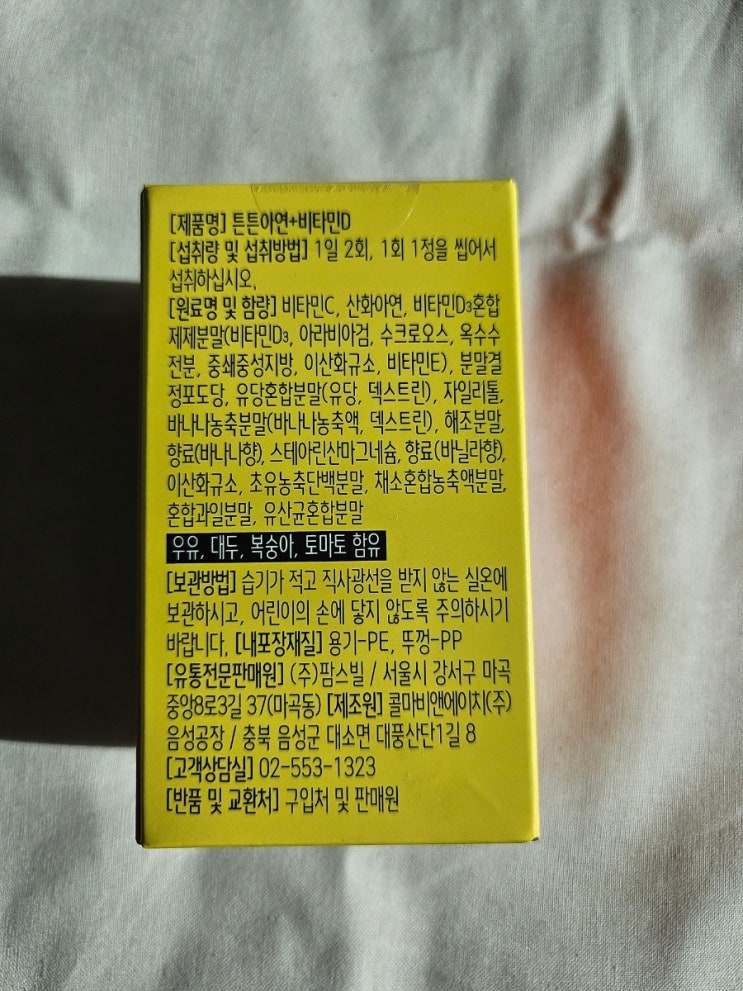 [제품명] 튼튼아연+비타민D
[섭취량 및 섭취방법] 1일 2회, 1회 1정을 씹어서
섭취하십시오.
[원료명 및 함량] 비타민C, 산화아연, 비타민D₃혼합
제제분말(비타민D₃, 아라비아검, 수크로오스, 옥수수
전분, 중쇄중성지방, 이산화규소, 비타민E), 분말결
정포도당, 유당혼합분말(유당, 덱스트린), 자일리톨,
바나나농축분말(바나나농축액, 덱스트린), 해조분말,
향료(바나나향), 스테아린산마그네슘, 향료(바닐라향),
이산화규소, 초유농축단백분말, 채소혼합농축액분말,
혼합과일분말, 유산균혼합분말
우유, 대두, 복숭아, 토마토 함유
[보관방법] 습기가 적고 직사광선을 받지 않는 실온에
보관하시고, 어린이의 손에 닿지 않도록 주의하시기
바랍니다. [내포장재질] 용기-PE, 뚜껑-PP
[유통전문판매원] (주)팜스빌 / 서울시 강서구 마곡
중앙8로3길 37(마곡동) [제조원] 콜마비앤에이치(주)
음성공장 / 충북 음성군 대소면 대풍산단1길 8
[고객상담실] 02-553-1323
[반품 및 교환처] 구입처 및 판매원